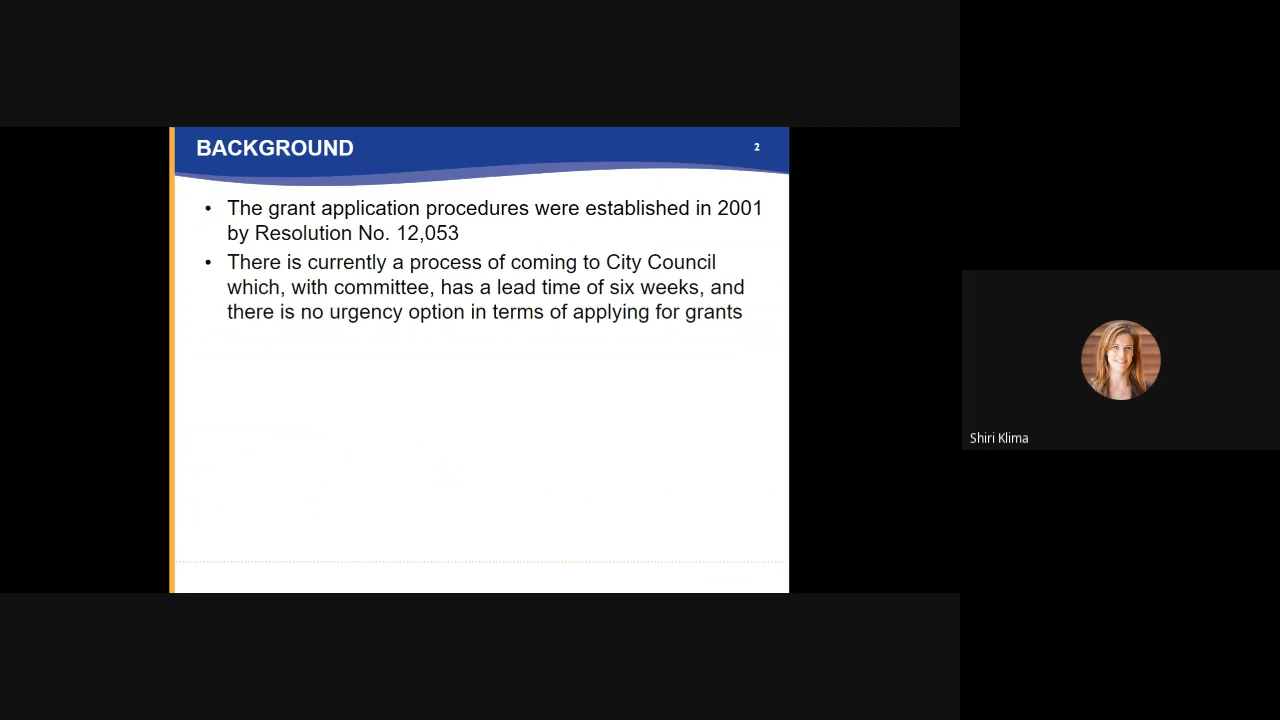 BACKGROUND
2
• The grant application procedures were established in 2001
by Resolution No. 12,053
• There is currently a process of coming to City Council
which, with committee, has a lead time of six weeks, and
there is no urgency option in terms of applying for grants
Shiri Klima